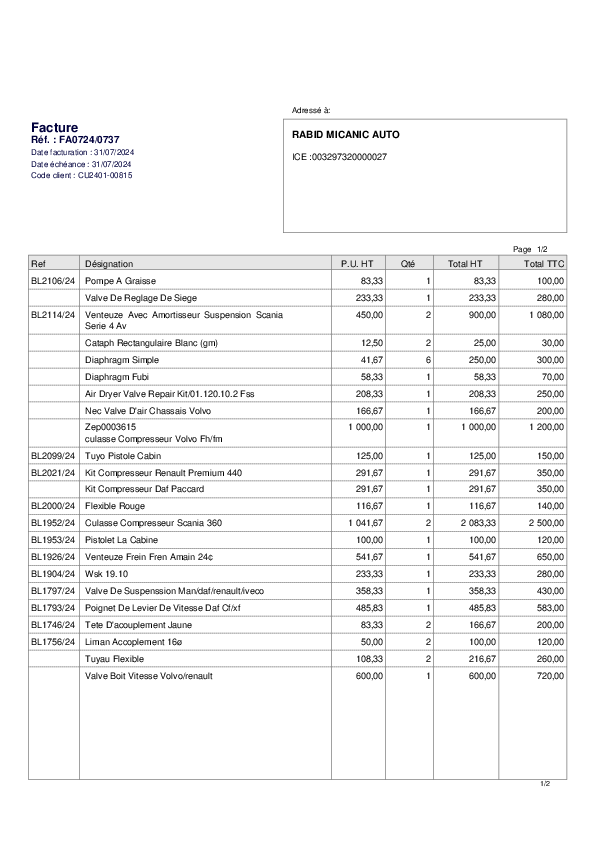 Adressé à:
Facture
Réf. : FA0724/0737
Date facturation : 31/07/2024
Date échéance : 31/07/2024
Code client : CU2401-00815
RABID MICANIC AUTO
ICE :003297320000027
Page 1/2
Ref Désignation P.U. HT Qté Total HT Total TTC
BL2106/24 Pompe A Graisse 83,33 1 83,33 100,00
Valve De Reglage De Siege 233,33 1 233,33 280,00
BL2114/24 Venteuze Avec Amortisseur Suspension Scania 450,00 2 900,00 1 080,00
Serie 4 Av
Cataph Rectangulaire Blanc (gm) 12,50 2 25,00 30,00
Diaphragm Simple 41,67 6 250,00 300,00
Diaphragm Fubi 58,33 1 58,33 70,00
Air Dryer Valve Repair Kit/01.120.10.2 Fss 208,33 1 208,33 250,00
Nec Valve D'air Chassais Volvo 166,67 1 166,67 200,00
Zep0003615 1 000,00 1 1 000,00 1 200,00
culasse Compresseur Volvo Fh/fm
BL2099/24 Tuyo Pistole Cabin 125,00 1 125,00 150,00
BL2021/24 Kit Compresseur Renault Premium 440 291,67 1 291,67 350,00
Kit Compresseur Daf Paccard 291,67 1 291,67 350,00
BL2000/24 Flexible Rouge 116,67 1 116,67 140,00
BL1952/24 Culasse Compresseur Scania 360 1 041,67 2 2 083,33 2 500,00
BL1953/24 Pistolet La Cabine 100,00 1 100,00 120,00
BL1926/24 Venteuze Frein Fren Amain 24¢ 541,67 1 541,67 650,00
BL1904/24 Wsk 19.10 233,33 1 233,33 280,00
BL1797/24 Valve De Suspenssion Man/daf/renault/iveco 358,33 1 358,33 430,00
BL1793/24 Poignet De Levier De Vitesse Daf Cf/xf 485,83 1 485,83 583,00
BL1746/24 Tete D'acouplement Jaune 83,33 2 166,67 200,00
BL1756/24 Liman Accoplement 16ø 50,00 2 100,00 120,00
Tuyau Flexible 108,33 2 216,67 260,00
Valve Boit Vitesse Volvo/renault 600,00 1 600,00 720,00
1/2